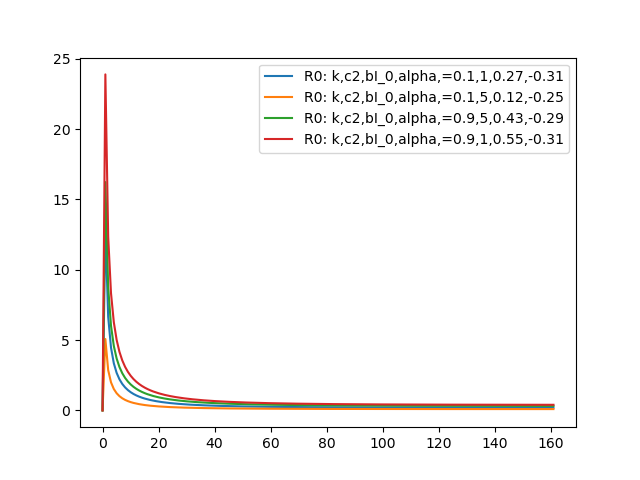 25
20
15
10
5
0
R0: k,c2,bI_0,alpha,=0.1,1,0.27,-0.31
R0: k,c2,bI_0,alpha,=0.1,5,0.12,-0.25
R0: k,c2,bI_0,alpha,=0.9,5,0.43,-0.29
R0: k,c2,bI_0,alpha,=0.9,1,0.55,-0.31
0 20 40 60 80 100 120 140 160